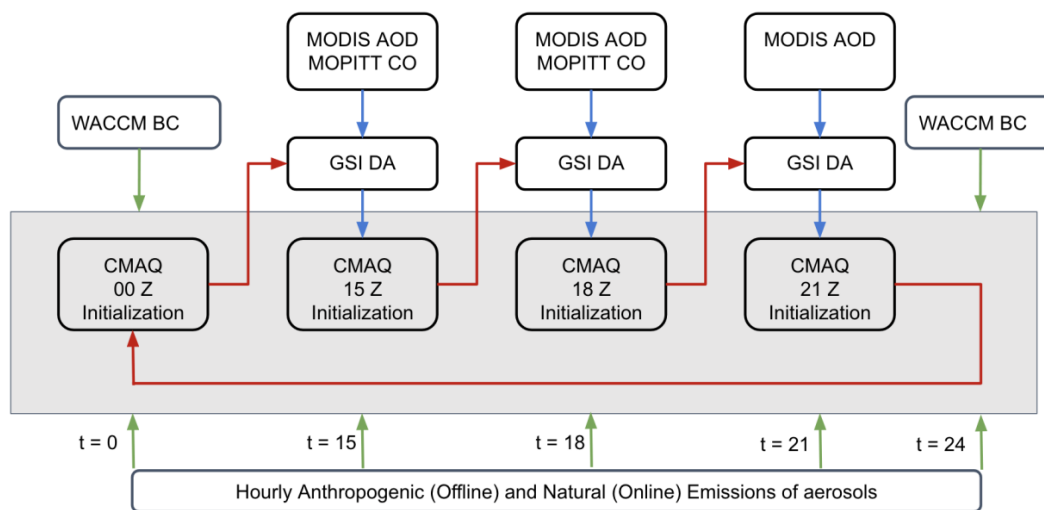 MODIS AOD
MOPITT CO
MODIS AOD
MOPITT CO
MODIS AOD
WACCM BC
WACCM BC
GSI DA
GSI DA
GSI DA
CMAQ
00 Z
Initialization
CMAQ
15 Z
Initialization
CMAQ
18 Z
Initialization
CMAQ
21 Z
Initialization
t = 0
t = 15
t = 18
t = 21
t = 24
Hourly Anthropogenic (Offline) and Natural (Online) Emissions of aerosols